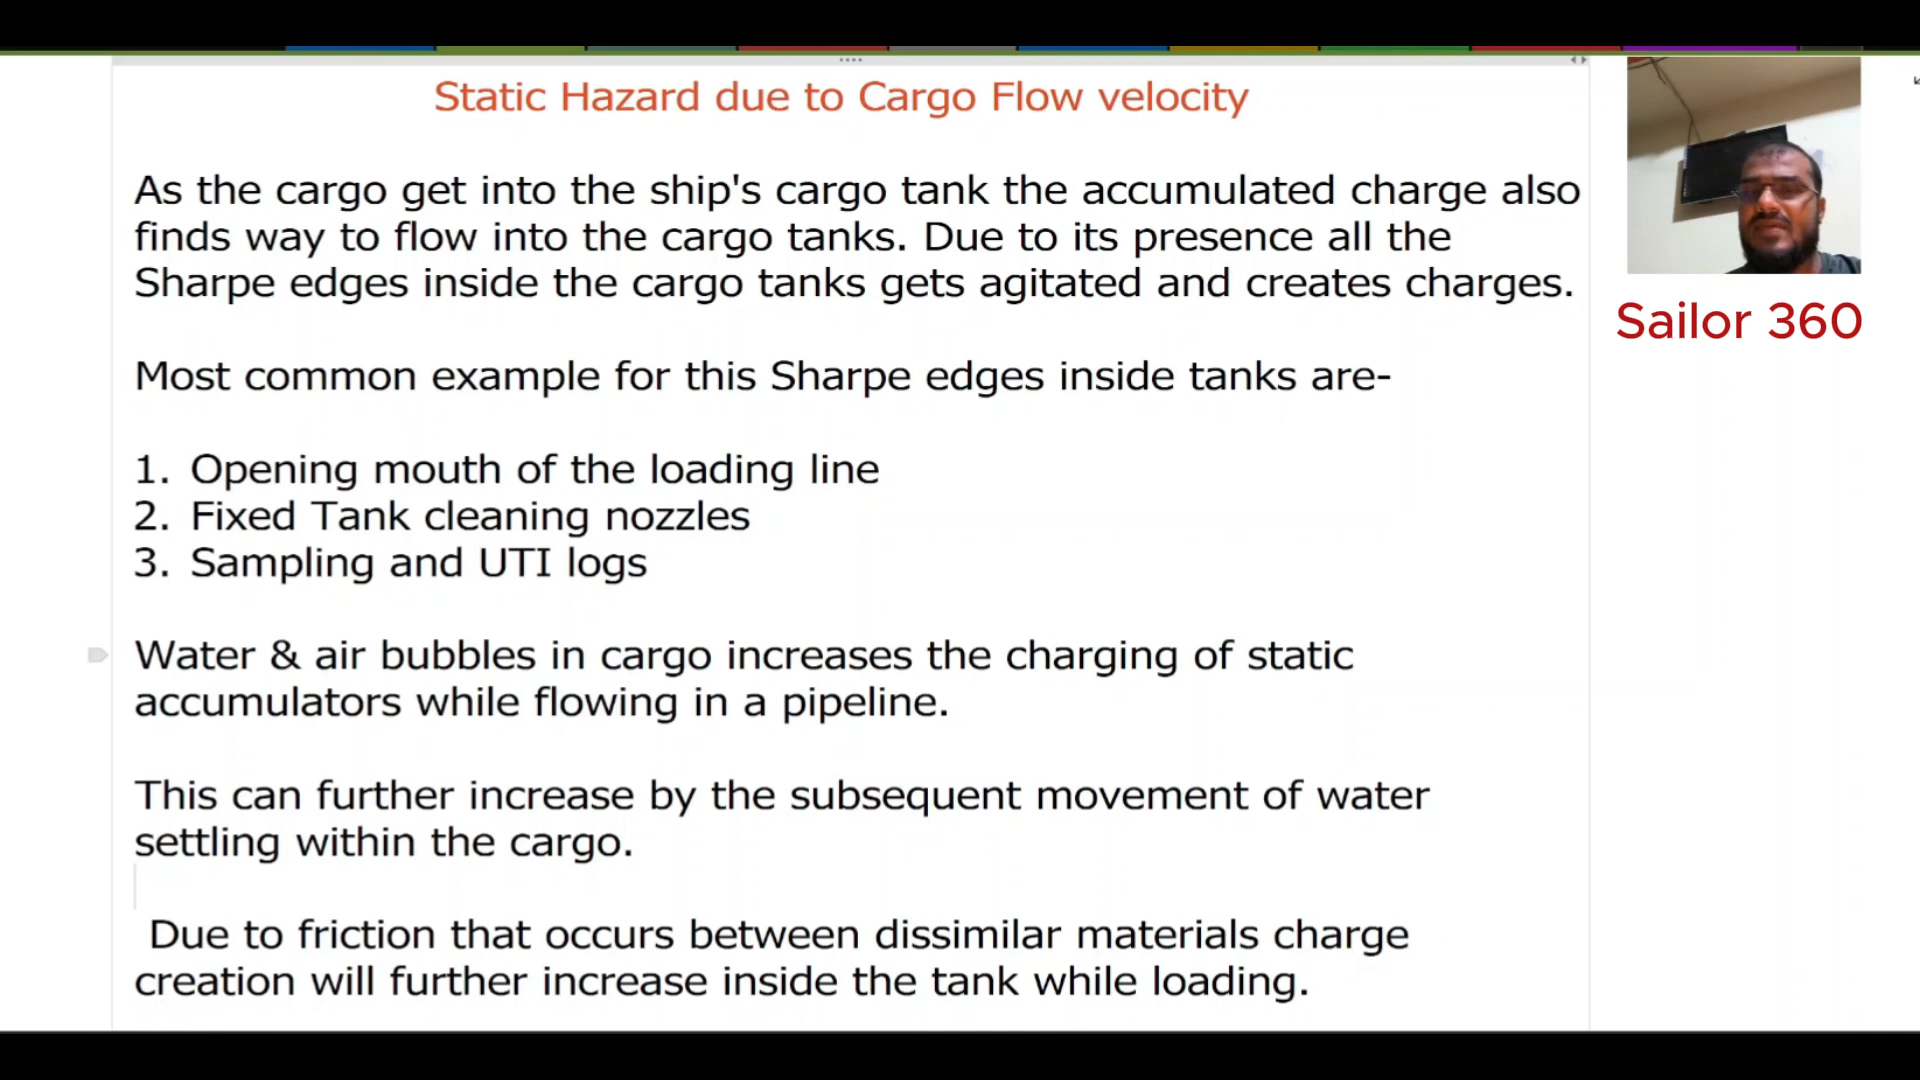 Static Hazard due to Cargo Flow velocity
As the cargo get into the ship's cargo tank the accumulated charge also
finds way to flow into the cargo tanks. Due to its presence all the
Sharpe edges inside the cargo tanks gets agitated and creates charges.
Sailor 360
Most common example for this Sharpe edges inside tanks are-
1. Opening mouth of the loading line
2. Fixed Tank cleaning nozzles
3. Sampling and UTI logs
Water & air bubbles in cargo increases the charging of static
accumulators while flowing in a pipeline.
This can further increase by the subsequent movement of water
settling within the cargo.
Due to friction that occurs between dissimilar materials charge
creation will further increase inside the tank while loading.